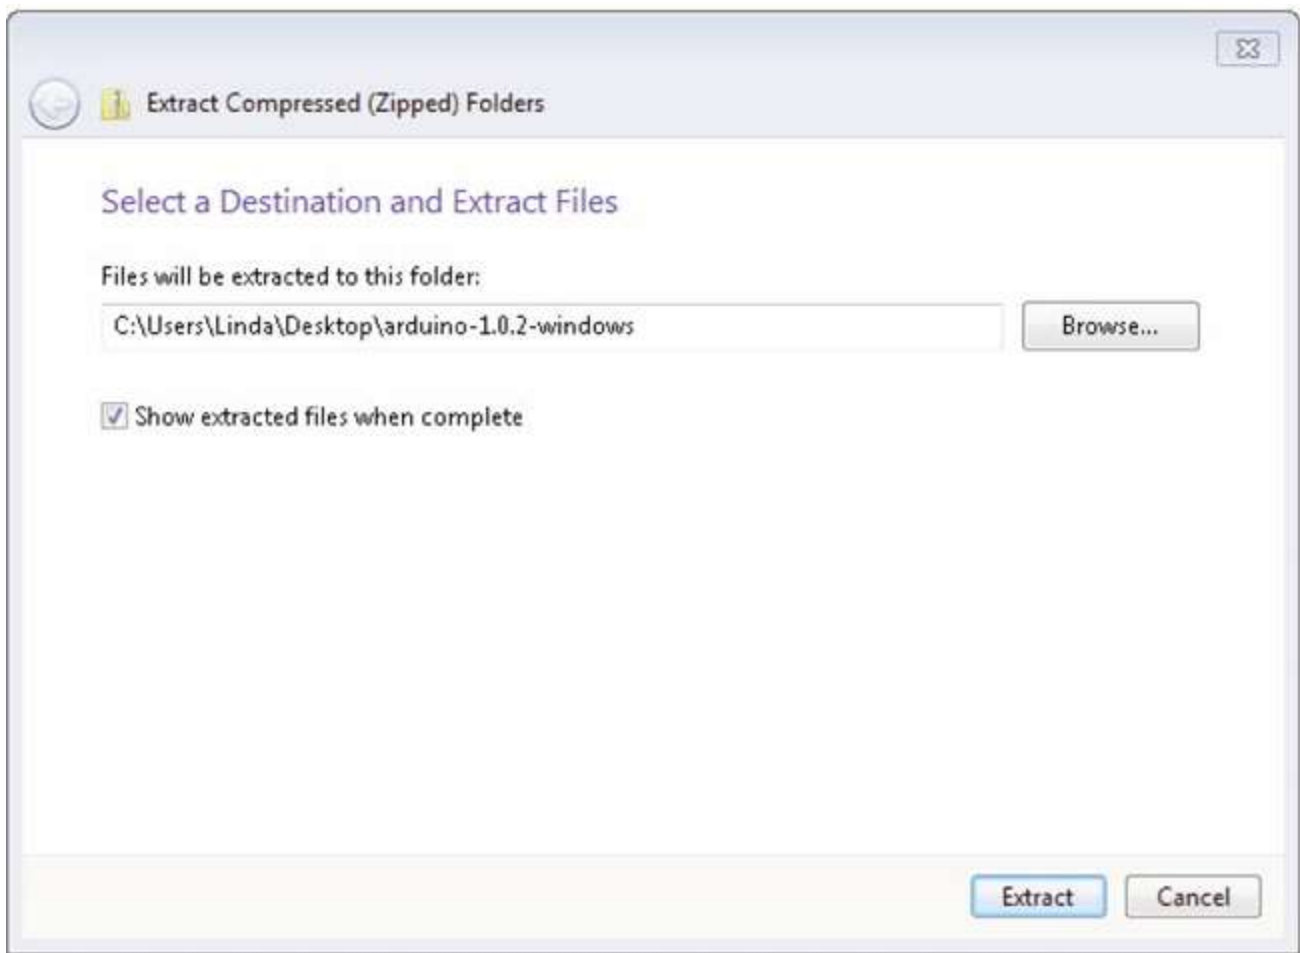 Extract Compressed (Zipped) Folders
Select a Destination and Extract Files
Files will be extracted to this folder:
C:\Users\Linda\Desktop\arduino-1.0.2-windows
Browse...
Show extracted files when complete
Extract
Cancel